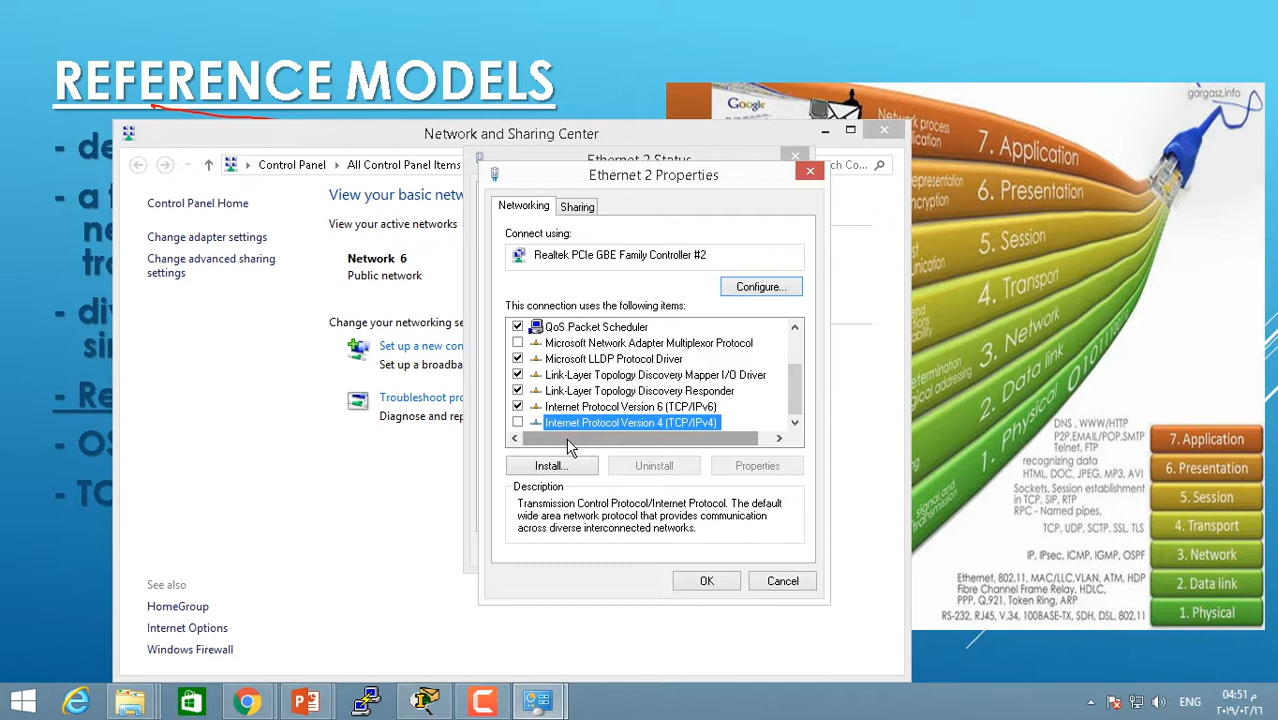 REFERENCE MODELS
- de
- a t
ne
tra
- di
sin
- Re
- OS
- TC
Network and Sharing Center
Control Panel
All Control Panel Items
ch Co...
Control Panel Home
Change adapter settings
Change advanced sharing
settings
View your basic netw
View your active networks
Network 6
Public network
Change your networking se
Set up a new con
Set up a broadba
Troubleshoot pro
Diagnose and rep
See also
HomeGroup
Internet Options
Windows Firewall
Ethernet 2 Status
Ethernet 2 Properties
Networking
Sharing
Connect using:
Realtek PCIe GBE Family Controller #2
Configure...
This connection uses the following items:
QoS Packet Scheduler
Microsoft Network Adapter Multiplexor Protocol
Microsoft LLDP Protocol Driver
Link-Layer Topology Discovery Mapper I/O Driver
Link-Layer Topology Discovery Responder
Internet Protocol Version 6 (TCP/IPv6)
Internet Protocol Version 4 (TCP/IPv4)
Install...
Uninstall
Properties
Description
Transmission Control Protocol/Internet Protocol. The default
wide area network protocol that provides communication
across diverse interconnected networks.
OK
Cancel
gargasz.info
Google
Network process
7. Application
6. Presentation
5. Session
4. Transport
3. Network
2. Data link
1. Physical
DNS , WWW/HTTP
P2P,EMAIL/POP,SMTP
Telnet, FTP
7. Application
recognizing data
HTML, DOC, JPEG, MP3, AVI
6. Presentation
Sockets, Session establishment
in TCP, SIP, RTP
RPC - Named pipes,
5. Session
TCP, UDP, SCTP, SSL, TLS
4. Transport
IP, IPsec, ICMP, IGMP, OSPF
3. Network
Ethernet, 802.11, MAC/LLC,VLAN, ATM, HDP
Fibre Channel Frame Relay, HDLC,
PPP, Q.921, Token Ring, ARP
2. Data link
RS-232, RJ45, V.34, 100BASE-TX, SDH, DSL, 802.11
1. Physical
ENG
04:51 م
٢٠١٩/٠٢/١٦